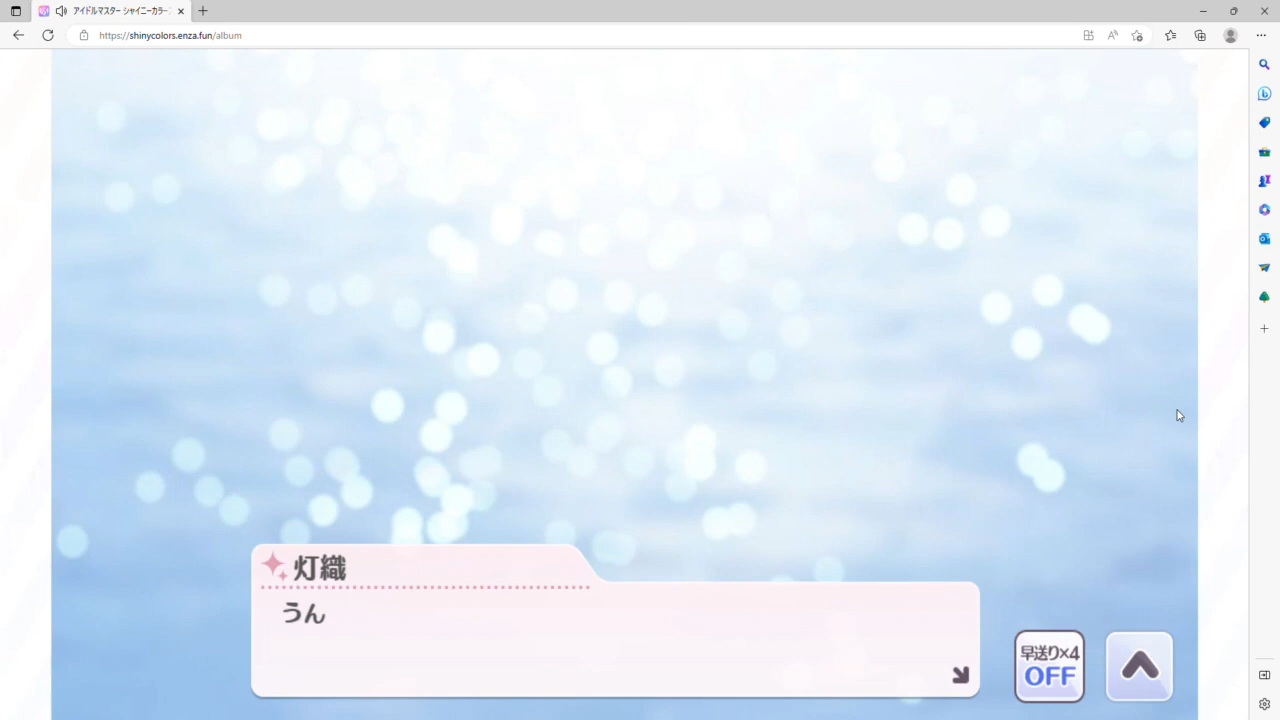 アイドルマスター シャイニーカラー
https://shinycolors.enza.fun/album
灯織
うん
早送り×4
OFF